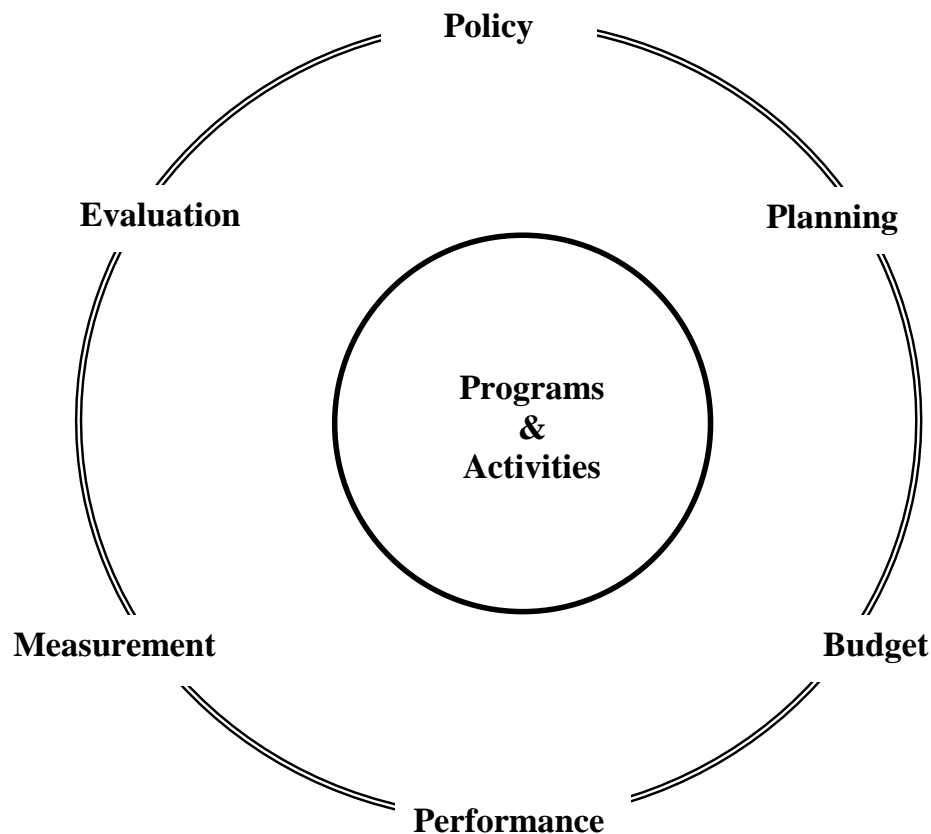 Policy
Evaluation
Planning
Programs
&
Activities
Measurement
Budget
Performance